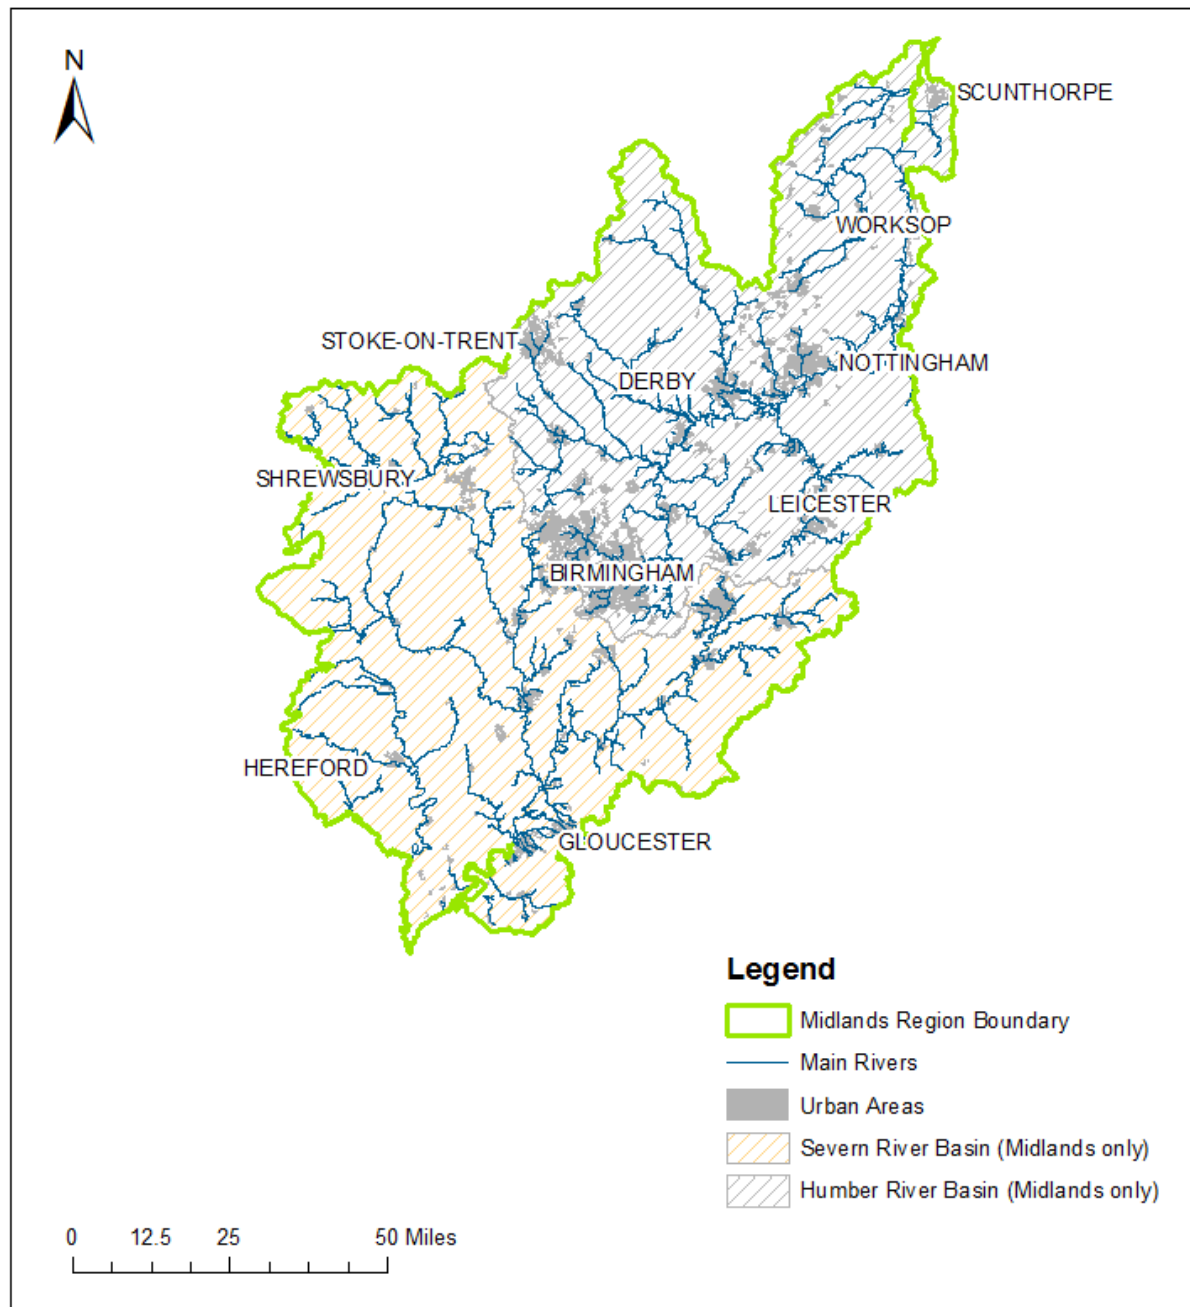 N
SCUNTHORPE
WORKSOP
STOKE-ON-TRENT
NOTTINGHAM
DERBY
SHREWSBURY
LEICESTER
BIRMINGHAM
HEREFORD
GLOUCESTER
Legend
Midlands Region Boundary
Main Rivers
Urban Areas
Severn River Basin (Midlands only)
Humber River Basin (Midlands only)
0 12.5 25 50 Miles